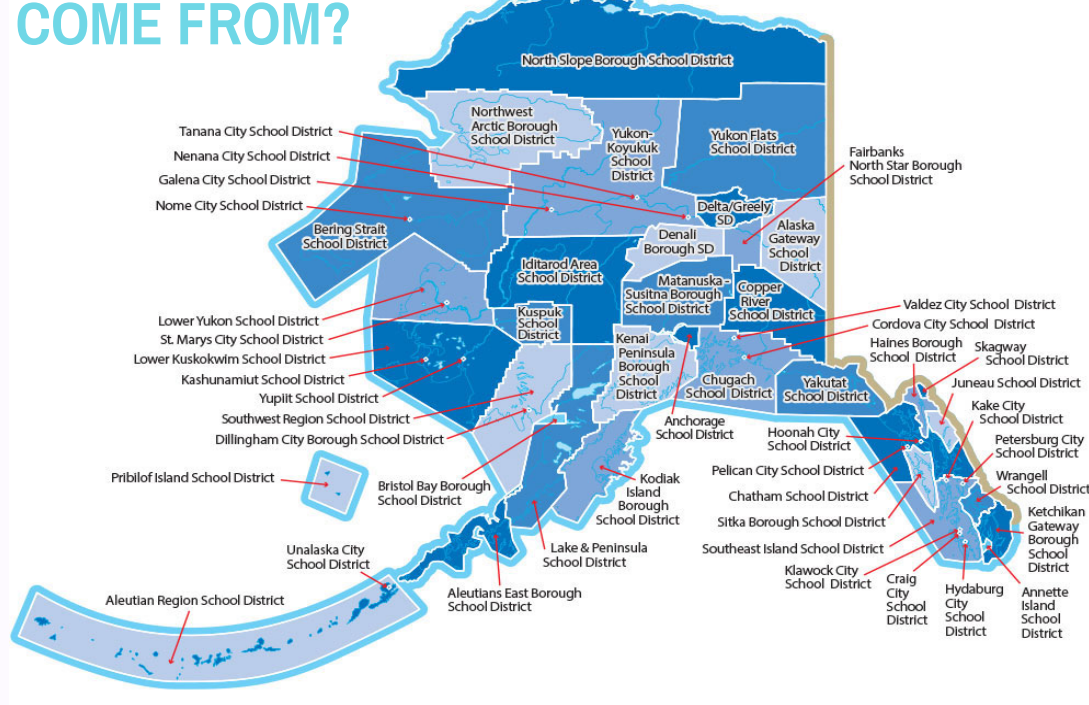 COME FROM?
North Slope Borough School District
Northwest
Arctic Borough
School District
Tanana City School District
Yukon-
Koyukuk
School
District
Yukon Flats
School District
Nenana City School District
Fairbanks
North Star Borough
School District
Galena City School District
Nome City School District
Delta/Greely
SD
Bering Strait
School District
Denali
Borough SD
Alaska
Gateway
School
District
Iditarod Area
School District
Matanuska -
Susitna Borough
School District
Copper
River
School District
Lower Yukon School District
St. Marys City School District
Kuspuk
School
District
Valdez City School District
Cordova City School District
Lower Kuskokwim School District
Kenai
Peninsula
Borough
School
District
Haines Borough
School District
Skagway
School District
Kashunamiut School District
Chugach
School District
Yakutat
School District
Juneau School District
Yupiit School District
Kake City
School District
Southwest Region School District
Anchorage
School District
Dillingham City Borough School District
Hoonah City
School District
Petersburg City
School District
Pribilof Island School District
Bristol Bay Borough
School District
Kodiak
Island
Borough
School District
Pelican City School District
Wrangell
School District
Chatham School District
Ketchikan
Gateway
Borough
School
District
Sitka Borough School District
Unalaska City
School District
Lake & Peninsula
School District
Southeast Island School District
Klawock City
School District
Aleutian Region School District
Aleutians East Borough
School District
Craig
City
School
District
Hydaburg
City
School
District
Annette
Island
School
District